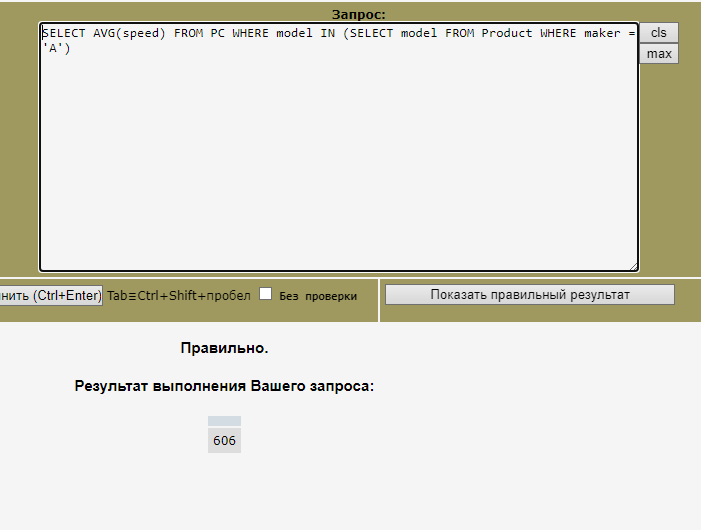 Запрос:
SELECT AVG(speed) FROM PC WHERE model IN (SELECT model FROM Product WHERE maker =
'A')
cls
max
нить (Ctrl+Enter) Tab≡Ctrl+Shift+пробел Без проверки
Показать правильный результат
Правильно.
Результат выполнения Вашего запроса:
606